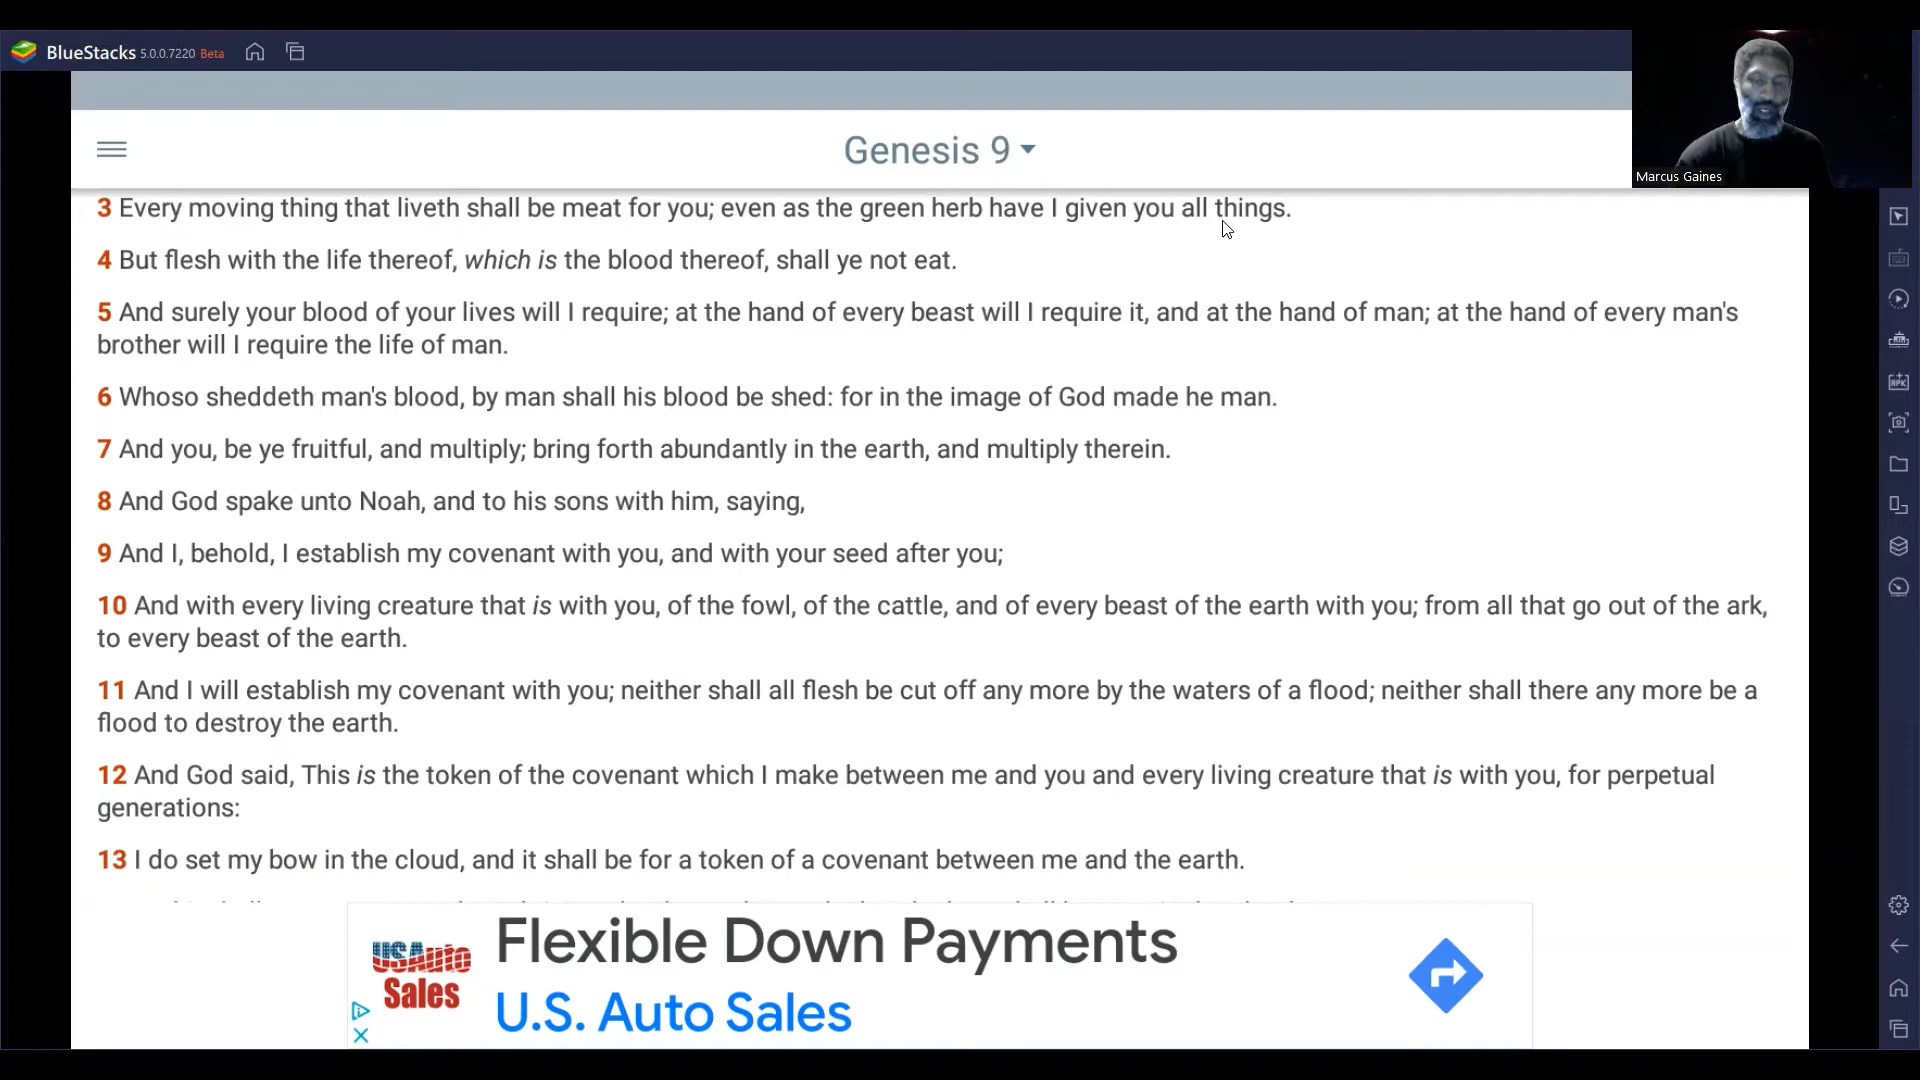 BlueStacks 5.0.0.7220 Beta
Genesis 9
Marcus Gaines
3 Every moving thing that liveth shall be meat for you; even as the green herb have I given you all things.
4 But flesh with the life thereof, which is the blood thereof, shall ye not eat.
5 And surely your blood of your lives will I require; at the hand of every beast will I require it, and at the hand of man; at the hand of every man's
brother will I require the life of man.
6 Whoso sheddeth man's blood, by man shall his blood be shed: for in the image of God made he man.
7 And you, be ye fruitful, and multiply; bring forth abundantly in the earth, and multiply therein.
8 And God spake unto Noah, and to his sons with him, saying,
9 And I, behold, I establish my covenant with you, and with your seed after you;
10 And with every living creature that is with you, of the fowl, of the cattle, and of every beast of the earth with you; from all that go out of the ark,
to every beast of the earth.
11 And I will establish my covenant with you; neither shall all flesh be cut off any more by the waters of a flood; neither shall there any more be a
flood to destroy the earth.
12 And God said, This is the token of the covenant which I make between me and you and every living creature that is with you, for perpetual
generations:
13 I do set my bow in the cloud, and it shall be for a token of a covenant between me and the earth.
USAuto
Sales
Flexible Down Payments
U.S. Auto Sales